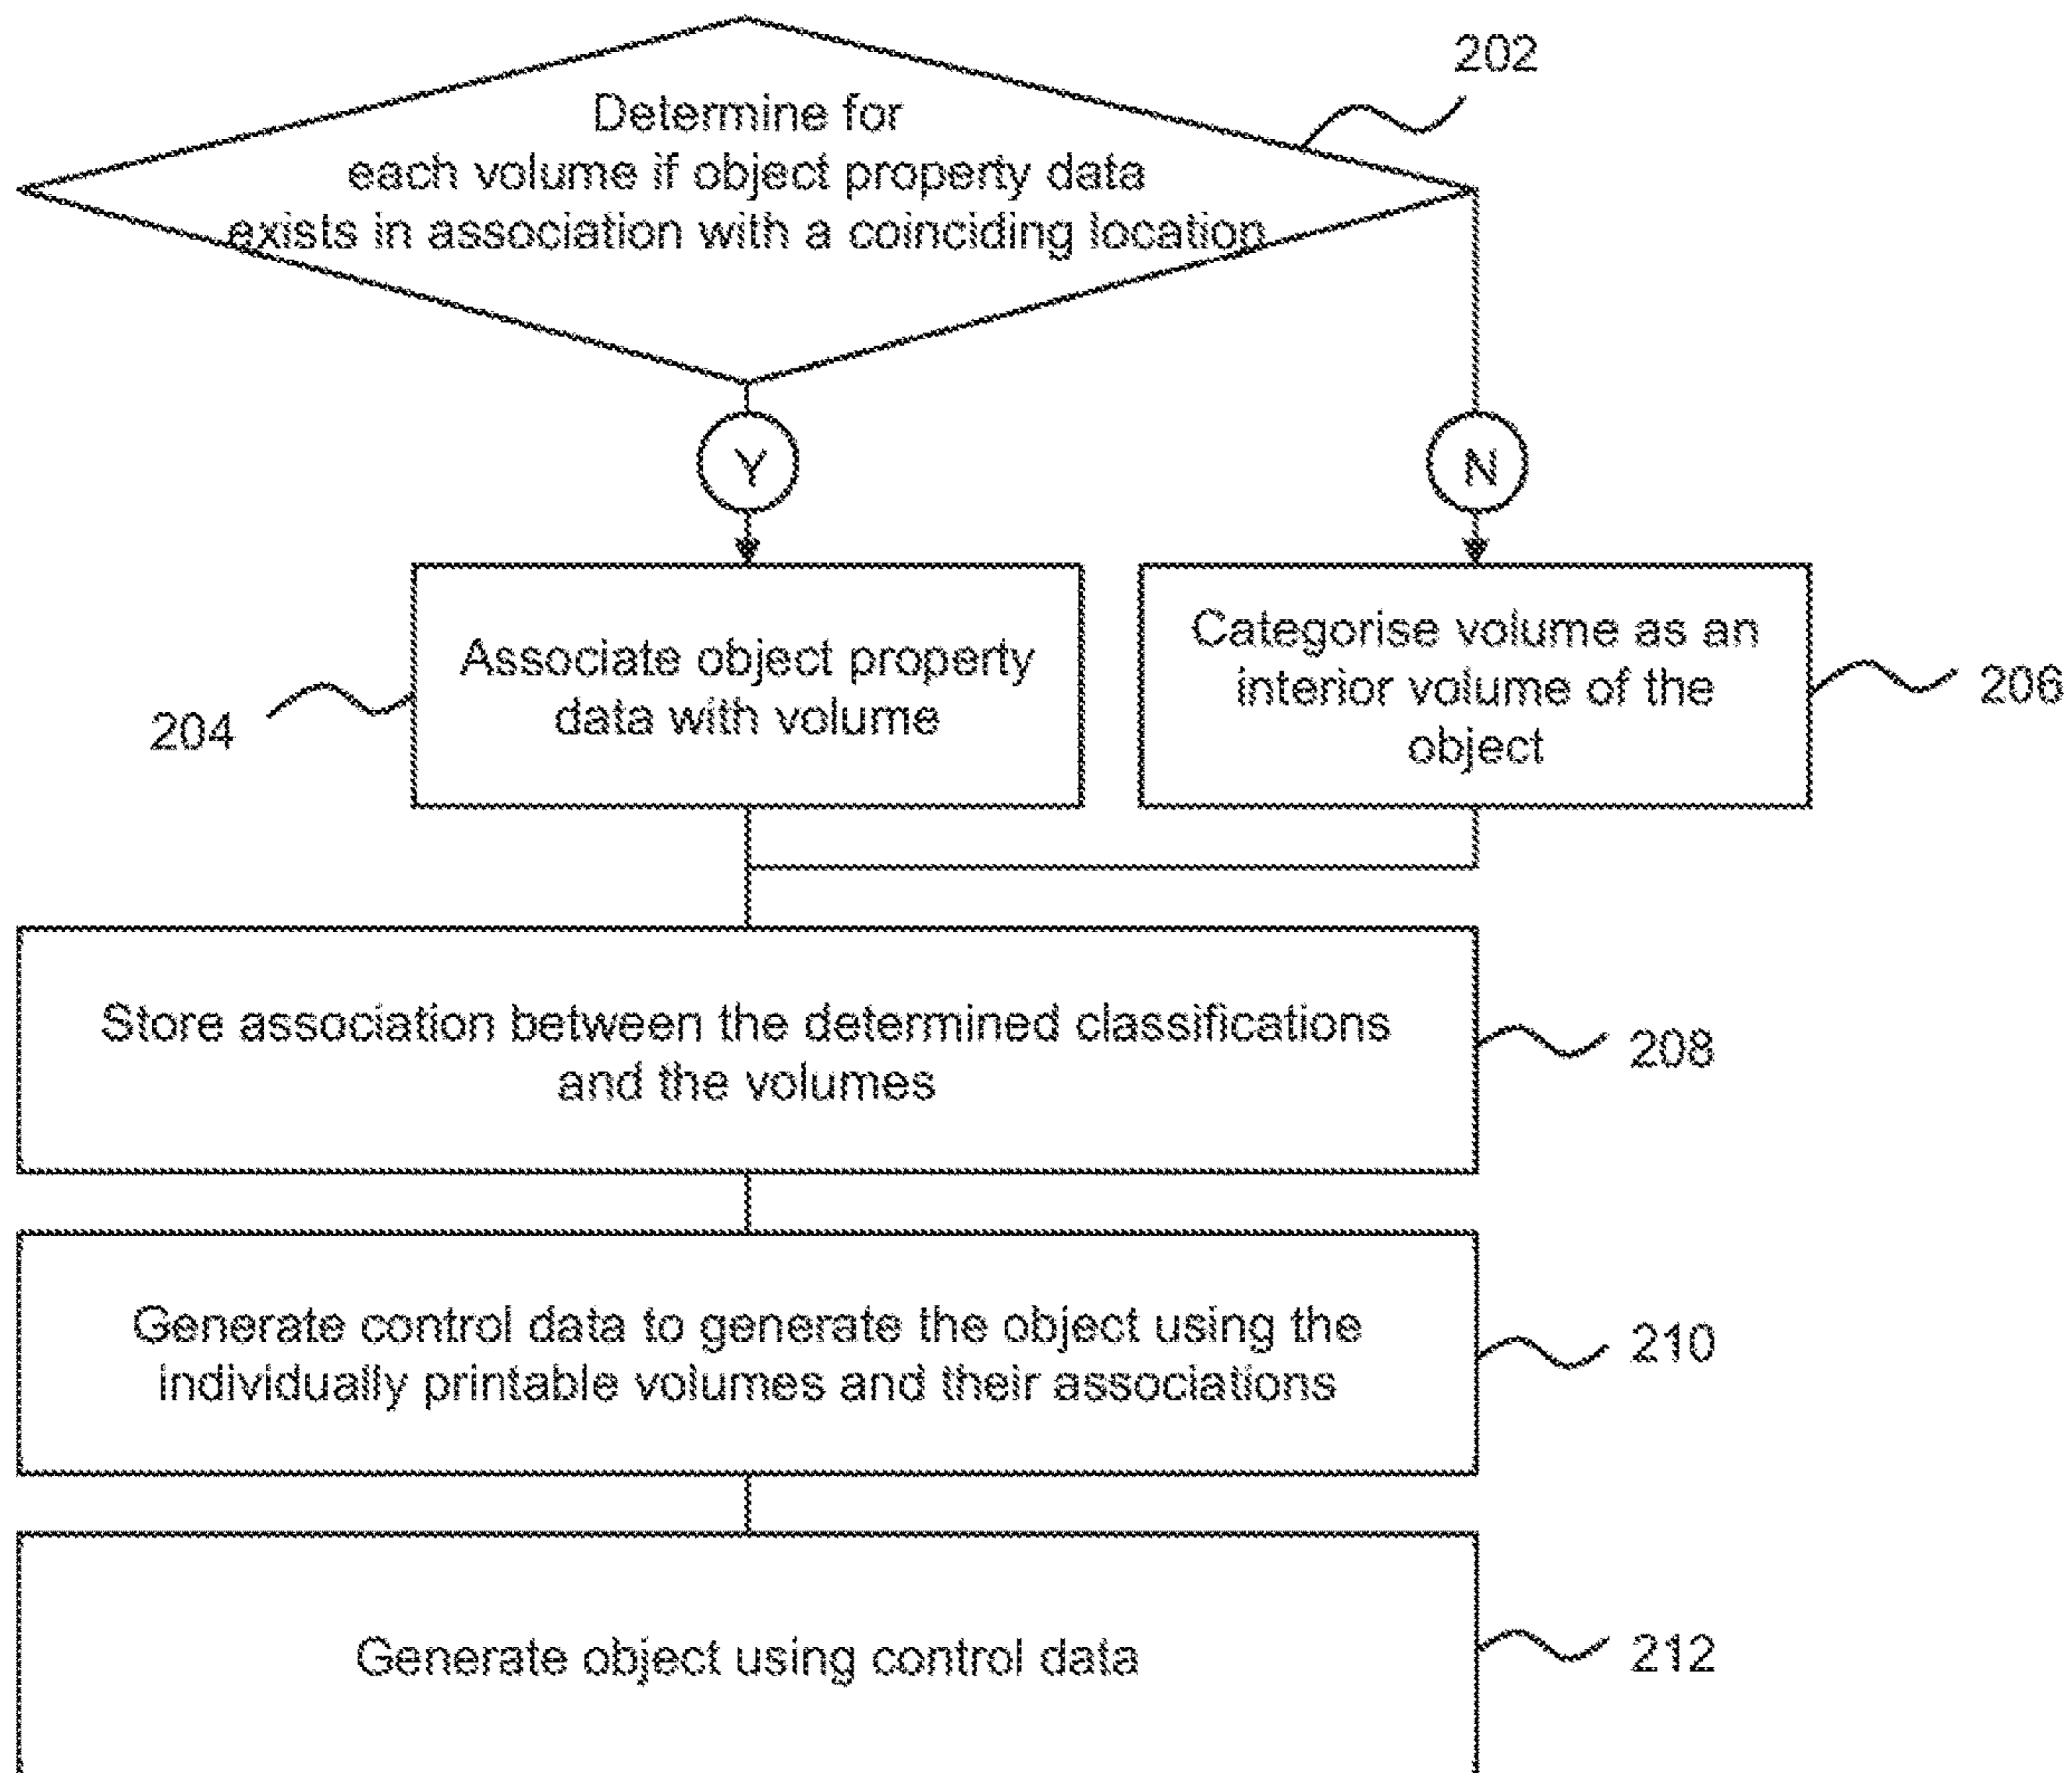 202
Determine for
each volume if object property data
exists in association with a coinciding location
Y
N
Associate object property
data with volume
204
Categorise volume as an
interior volume of the
object
206
Store association between the determined classifications
and the volumes
208
Generate control data to generate the object using the
individually printable volumes and their associations
210
Generate object using control data
212